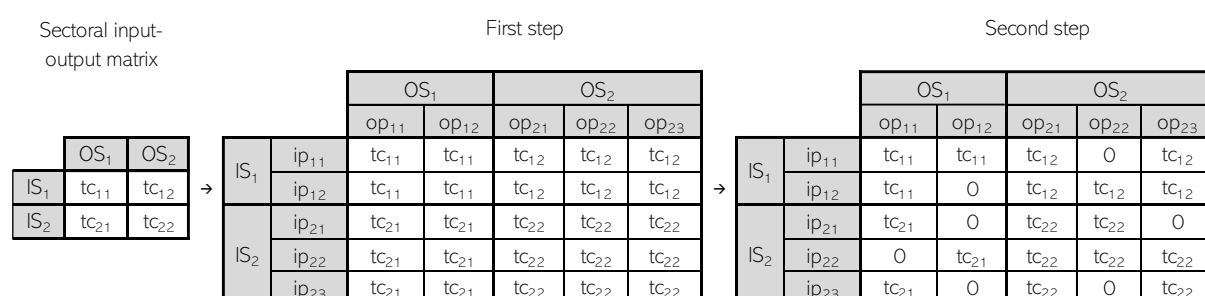 Sectoral input-
output matrix
First step
Second step
OS₁ OS₂ OS₁ OS₂
op₁₁ op₁₂ op₂₁ op₂₂ op₂₃ op₁₁ op₁₂ op₂₁ op₂₂ op₂₃
OS₁ OS₂ IS₁ ip₁₁ tc₁₁ tc₁₁ tc₁₂ tc₁₂ tc₁₂ IS₁ ip₁₁ tc₁₁ tc₁₁ tc₁₂ 0 tc₁₂
IS₁ tc₁₁ tc₁₂ → ip₁₂ tc₁₁ tc₁₁ tc₁₂ tc₁₂ tc₁₂ → ip₁₂ tc₁₁ 0 tc₁₂ tc₁₂ tc₁₂
IS₂ tc₂₁ tc₂₂ ip₂₁ tc₂₁ tc₂₁ tc₂₂ tc₂₂ tc₂₂ ip₂₁ tc₂₁ 0 tc₂₂ tc₂₂ 0
IS₂ ip₂₂ tc₂₁ tc₂₁ tc₂₂ tc₂₂ tc₂₂ IS₂ ip₂₂ 0 tc₂₁ tc₂₂ tc₂₂ tc₂₂
ip₂₃ tc₂₁ tc₂₁ tc₂₂ tc₂₂ tc₂₂ ip₂₃ tc₂₁ 0 tc₂₂ 0 tc₂₂